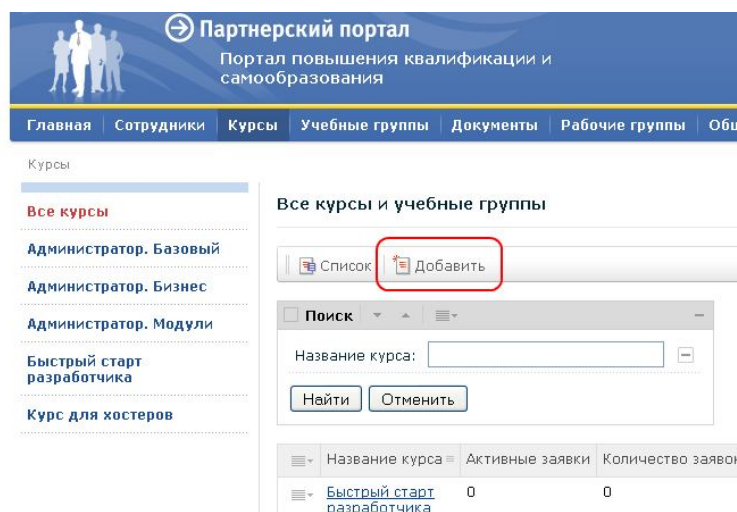 Партнерский портал
Портал повышения квалификации и
самообразования
Главная Сотрудники Курсы Учебные группы Документы Рабочие группы
Курсы
Все курсы
Администратор. Базовый
Администратор. Бизнес
Администратор. Модули
Быстрый старт
разработчика
Курс для хостеров
Все курсы и учебные группы
Список Добавить
Поиск
Название курса:
Найти Отменить
Название курса Активные заявки Количество заявок
Быстрый старт 0 0
разработчика